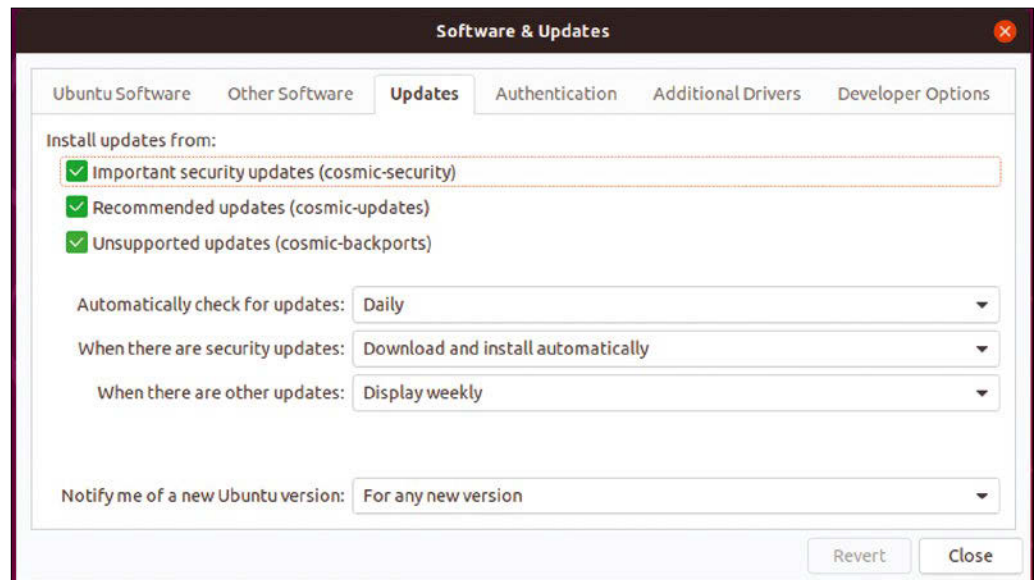 Software & Updates
Ubuntu Software Other Software Updates Authentication Additional Drivers Developer Options
Install updates from:
Important security updates (cosmic-security)
Recommended updates (cosmic-updates)
Unsupported updates (cosmic-backports)
Automatically check for updates: Daily
When there are security updates: Download and install automatically
When there are other updates: Display weekly
Notify me of a new Ubuntu version: For any new version
Revert Close